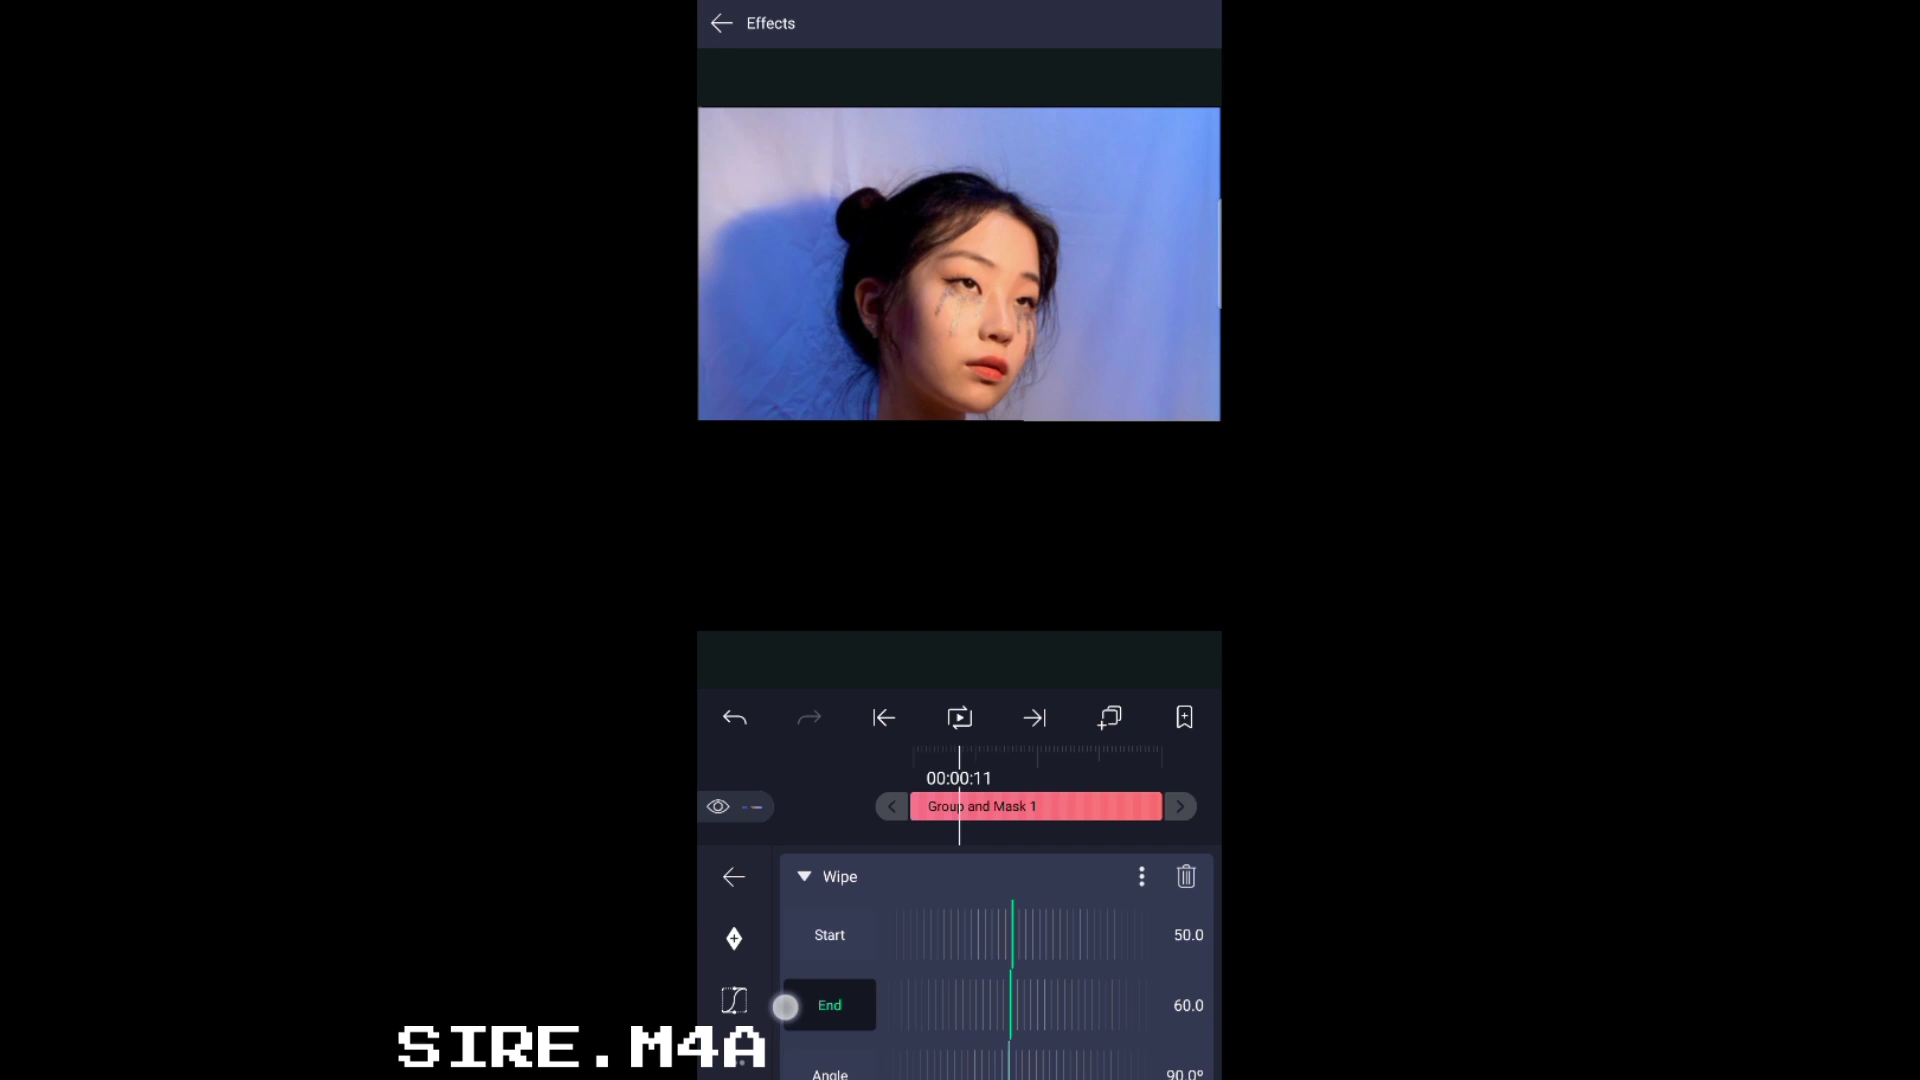 Effects
00:00:11
Group and Mask 1
Wipe
Start
50.0
End
60.0
SIRE.M4A
Angle
90.0°